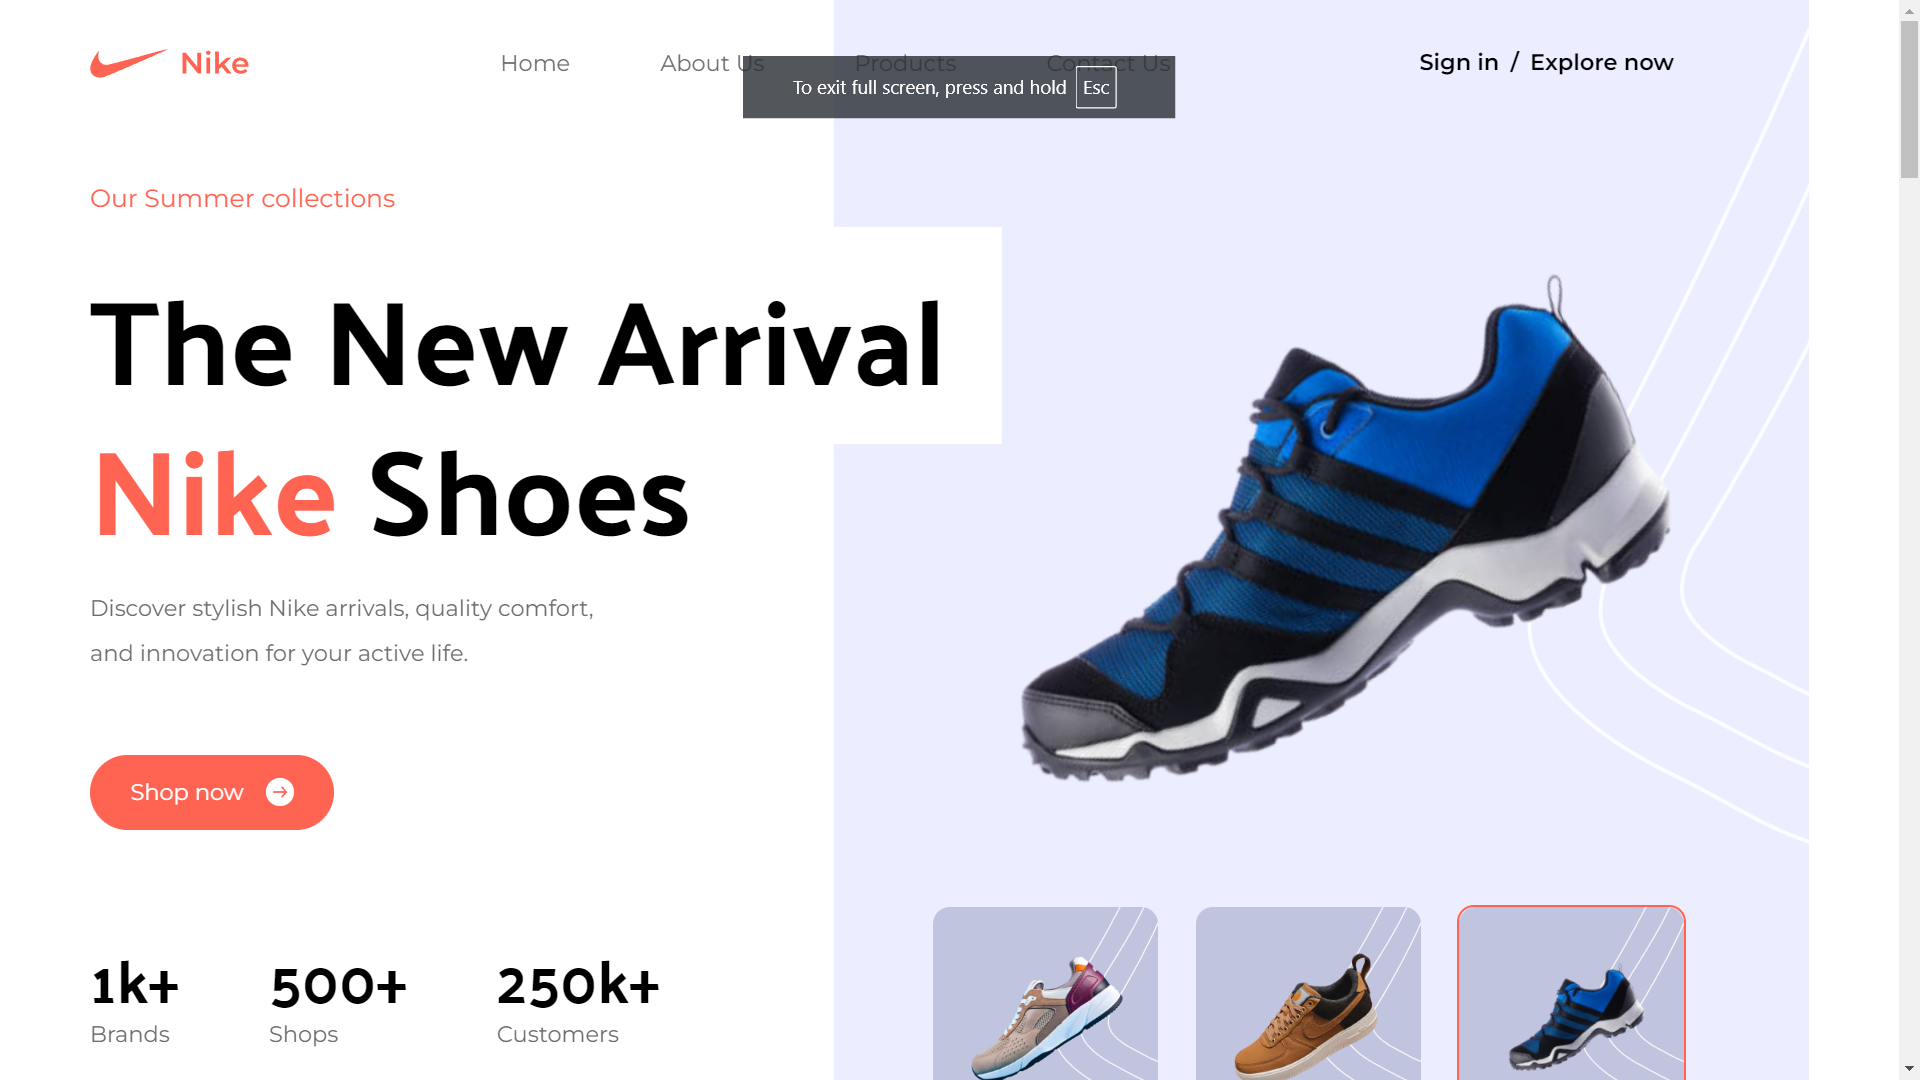 Nike
Home
About Us
Products
Contact Us
Sign in / Explore now
To exit full screen, press and hold Esc
Our Summer collections
The New Arrival
Nike Shoes
Discover stylish Nike arrivals, quality comfort,
and innovation for your active life.
Shop now
1k+
Brands
500+
Shops
250k+
Customers